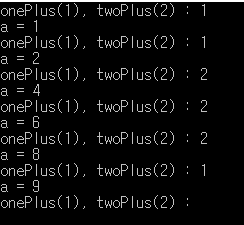 onePlus(1), twoPlus(2) : 1
a = 1
onePlus(1), twoPlus(2) : 1
a = 2
onePlus(1), twoPlus(2) : 2
a = 4
onePlus(1), twoPlus(2) : 2
a = 6
onePlus(1), twoPlus(2) : 2
a = 8
onePlus(1), twoPlus(2) : 1
a = 9
onePlus(1), twoPlus(2) :